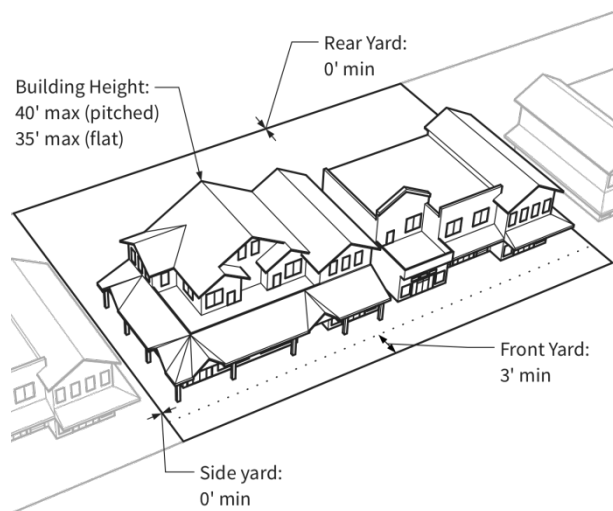 Rear Yard:
0' min
Building Height:
40' max (pitched)
35' max (flat)
Front Yard:
3' min
Side yard:
0' min